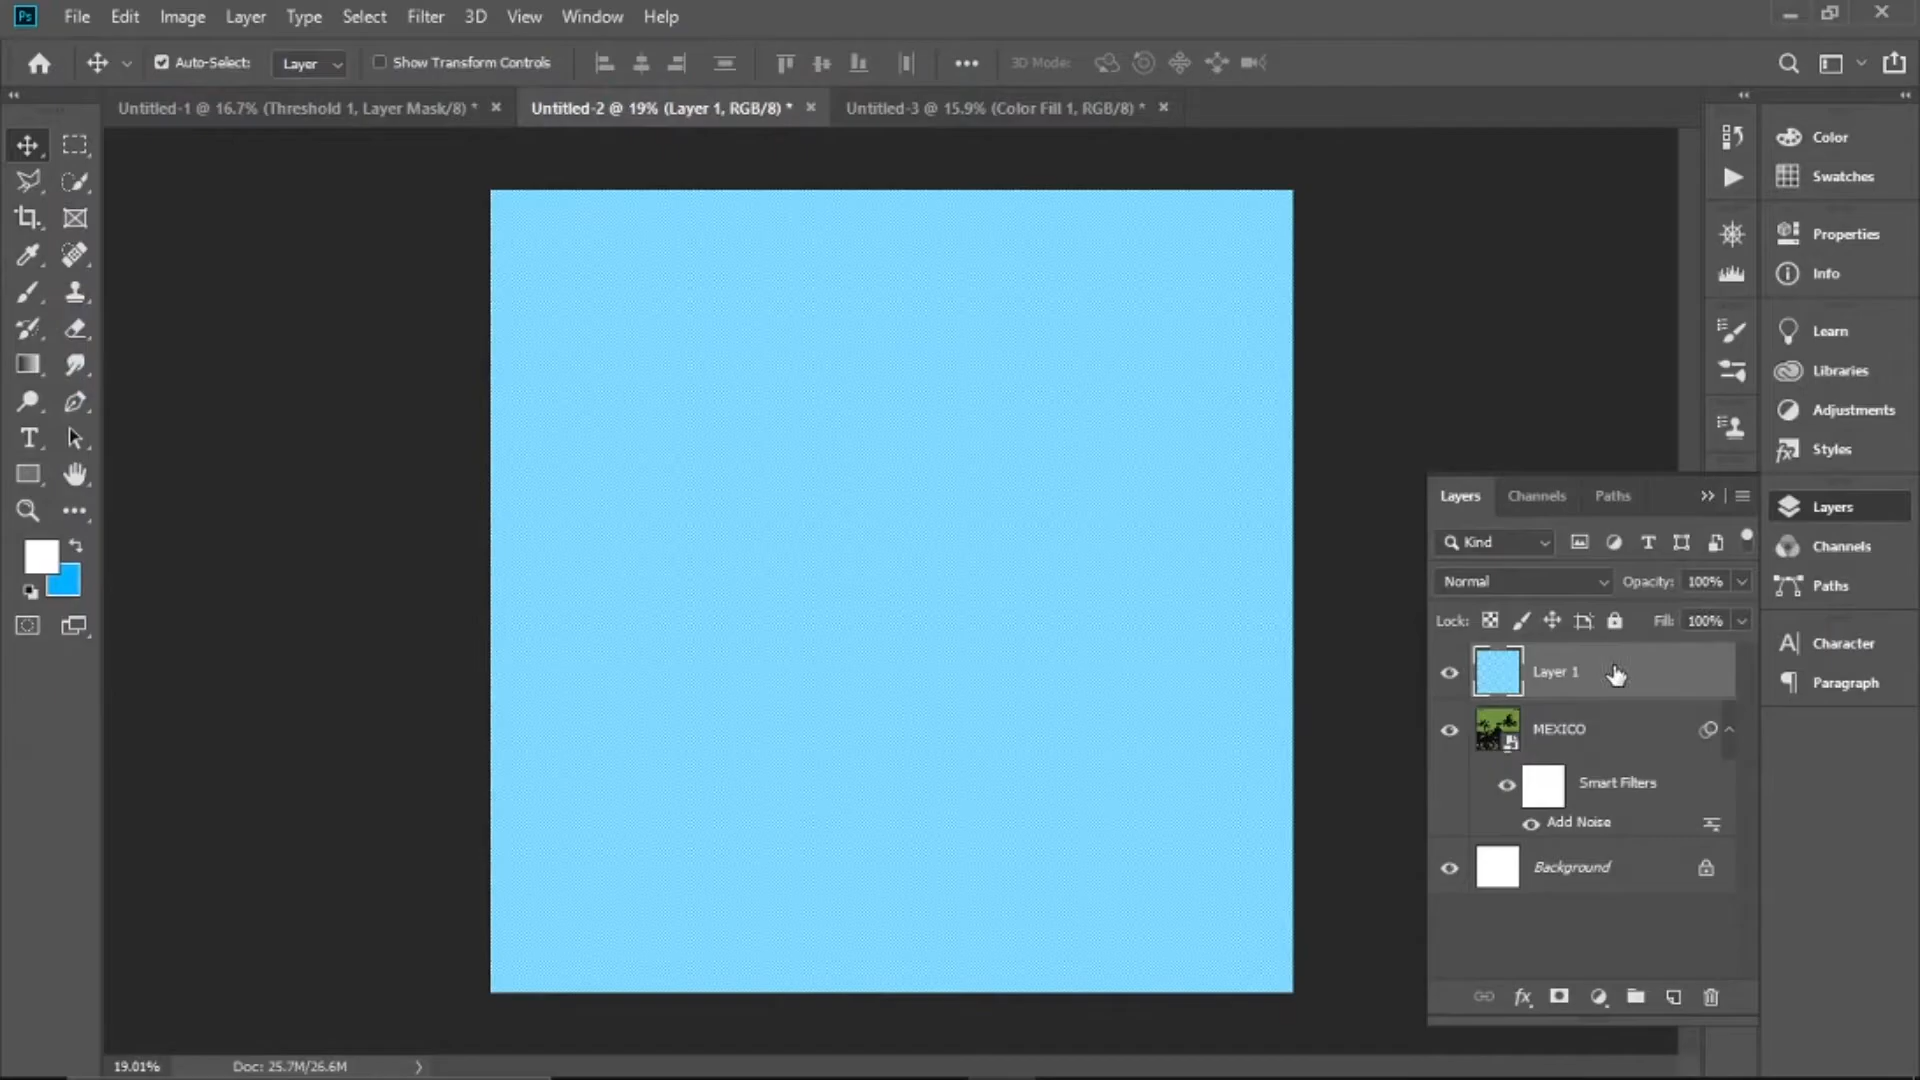 Ps File Edit Image Layer Type Select Filter 3D View Window Help
Auto-Select: Layer Show Transform Controls 3D Mode:
Untitled-1 @ 16.7% (Threshold 1, Layer Mask/8) * Untitled-2 @ 19% (Layer 1, RGB/8) * Untitled-3 @ 15.9% (Color Fill 1, RGB/8) *
Color
Swatches
Properties
Info
Learn
Libraries
Adjustments
Styles
Layers
Channels
Paths
Character
Paragraph
Layers Channels Paths
Kind
Normal Opacity: 100%
Lock: Fill: 100%
Layer 1
MEXICO
Smart Filters
Add Noise
Background
19.01% Doc: 25.7M/26.6M